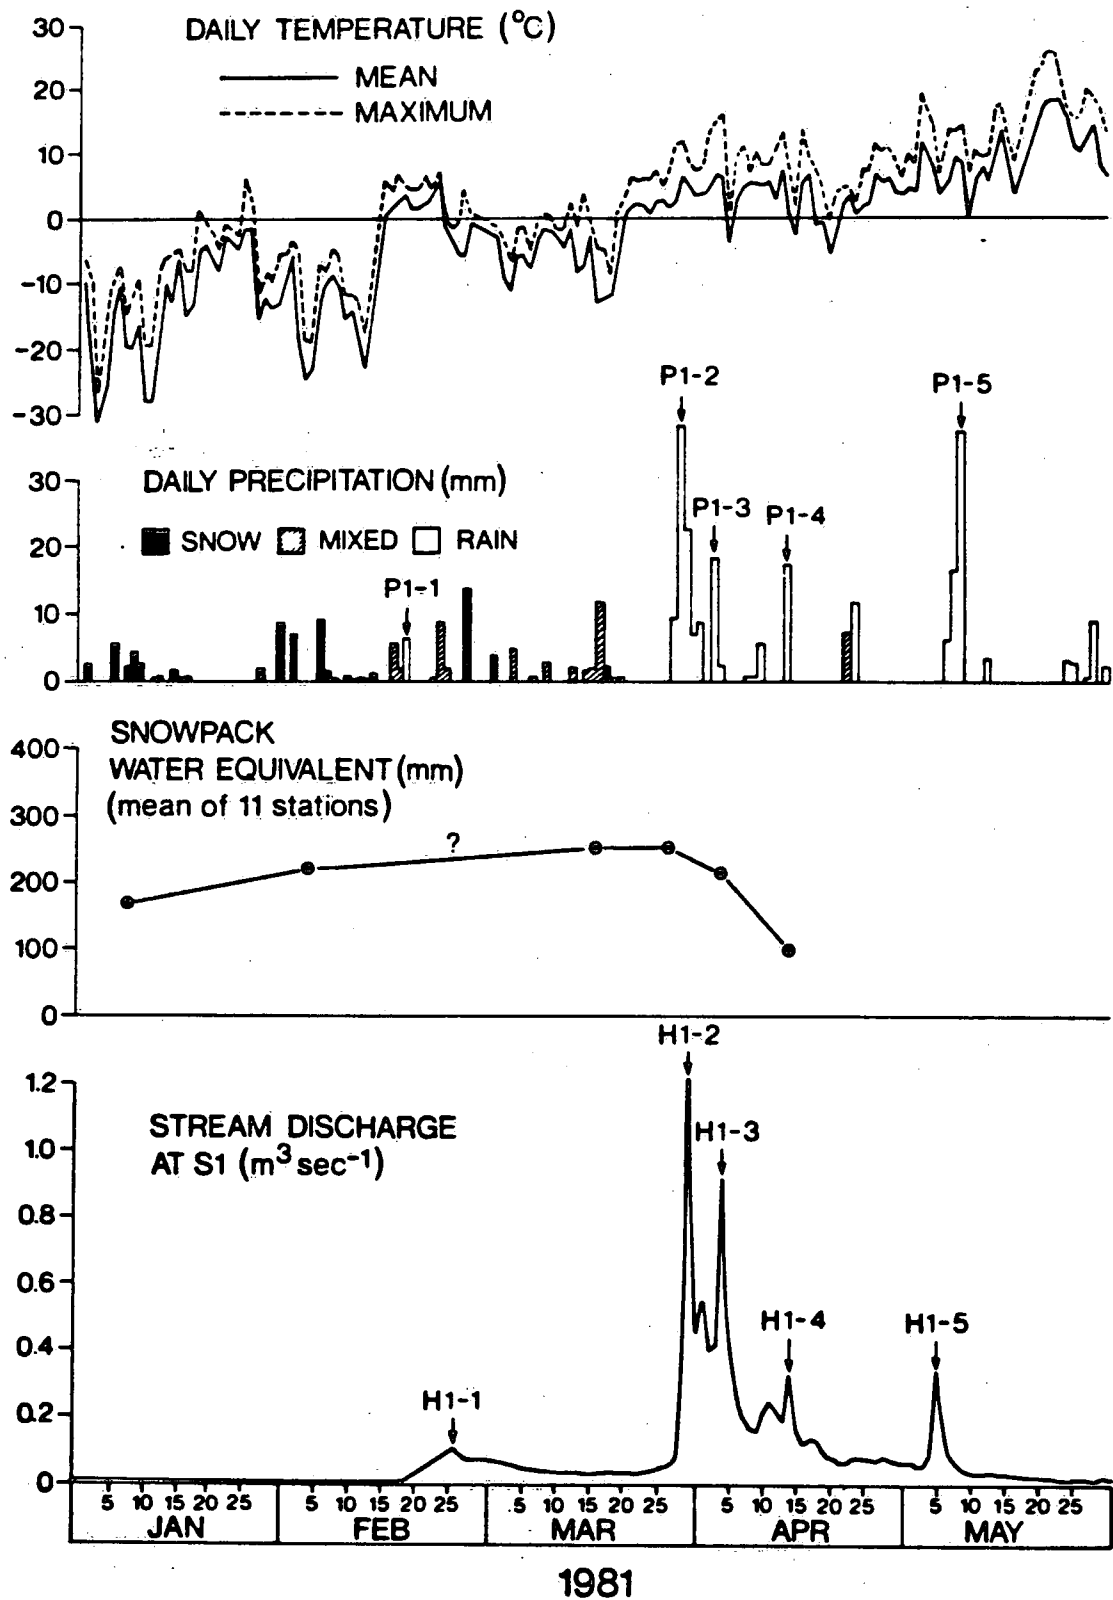 DAILY TEMPERATURE (°C)
MEAN
MAXIMUM
30
20
10
0
-10
-20
-30
P1-2
P1-5
DAILY PRECIPITATION (mm)
SNOW MIXED RAIN
P1-3
P1-4
P1-1
30
20
10
0
SNOWPACK
WATER EQUIVALENT (mm)
(mean of 11 stations)
?
400
300
200
100
0
H1-2
STREAM DISCHARGE
AT S1 (m³ sec⁻¹)
H1-3
H1-4
H1-5
H1-1
1.2
1.0
0.8
0.6
0.4
0.2
0
5 10 15 20 25 5 10 15 20 25 5 10 15 20 25 5 10 15 20 25 5 10 15 20 25
JAN FEB MAR APR MAY
1981